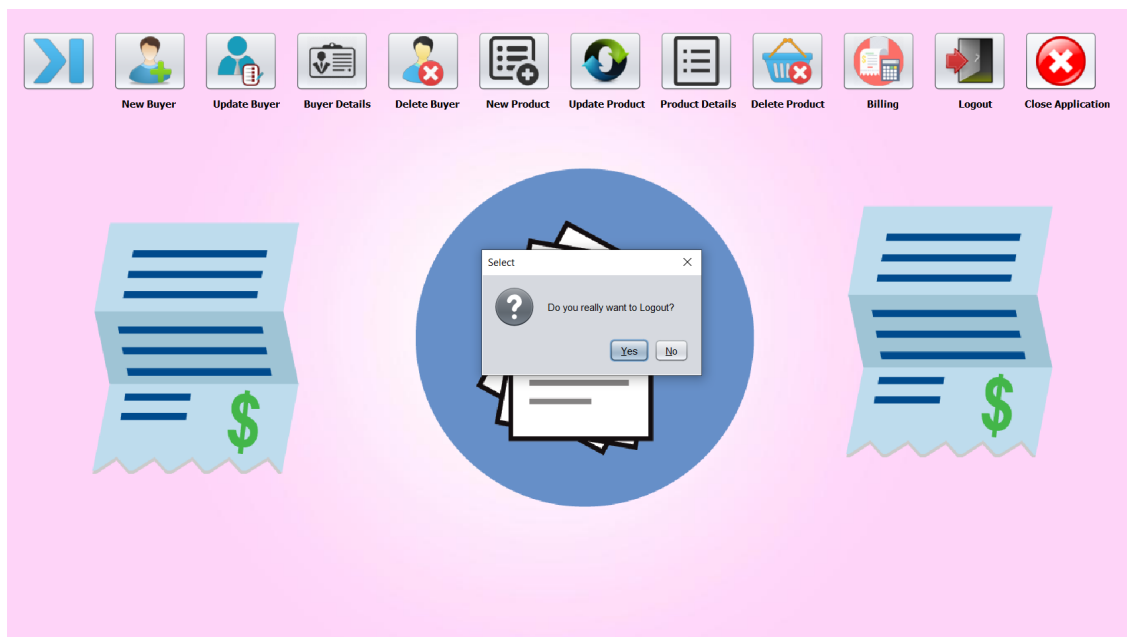 New Buyer
Update Buyer
Buyer Details
Delete Buyer
New Product
Update Product
Product Details
Delete Product
Billing
Logout
Close Application
Select
Do you really want to Logout?
Yes
No
$
$